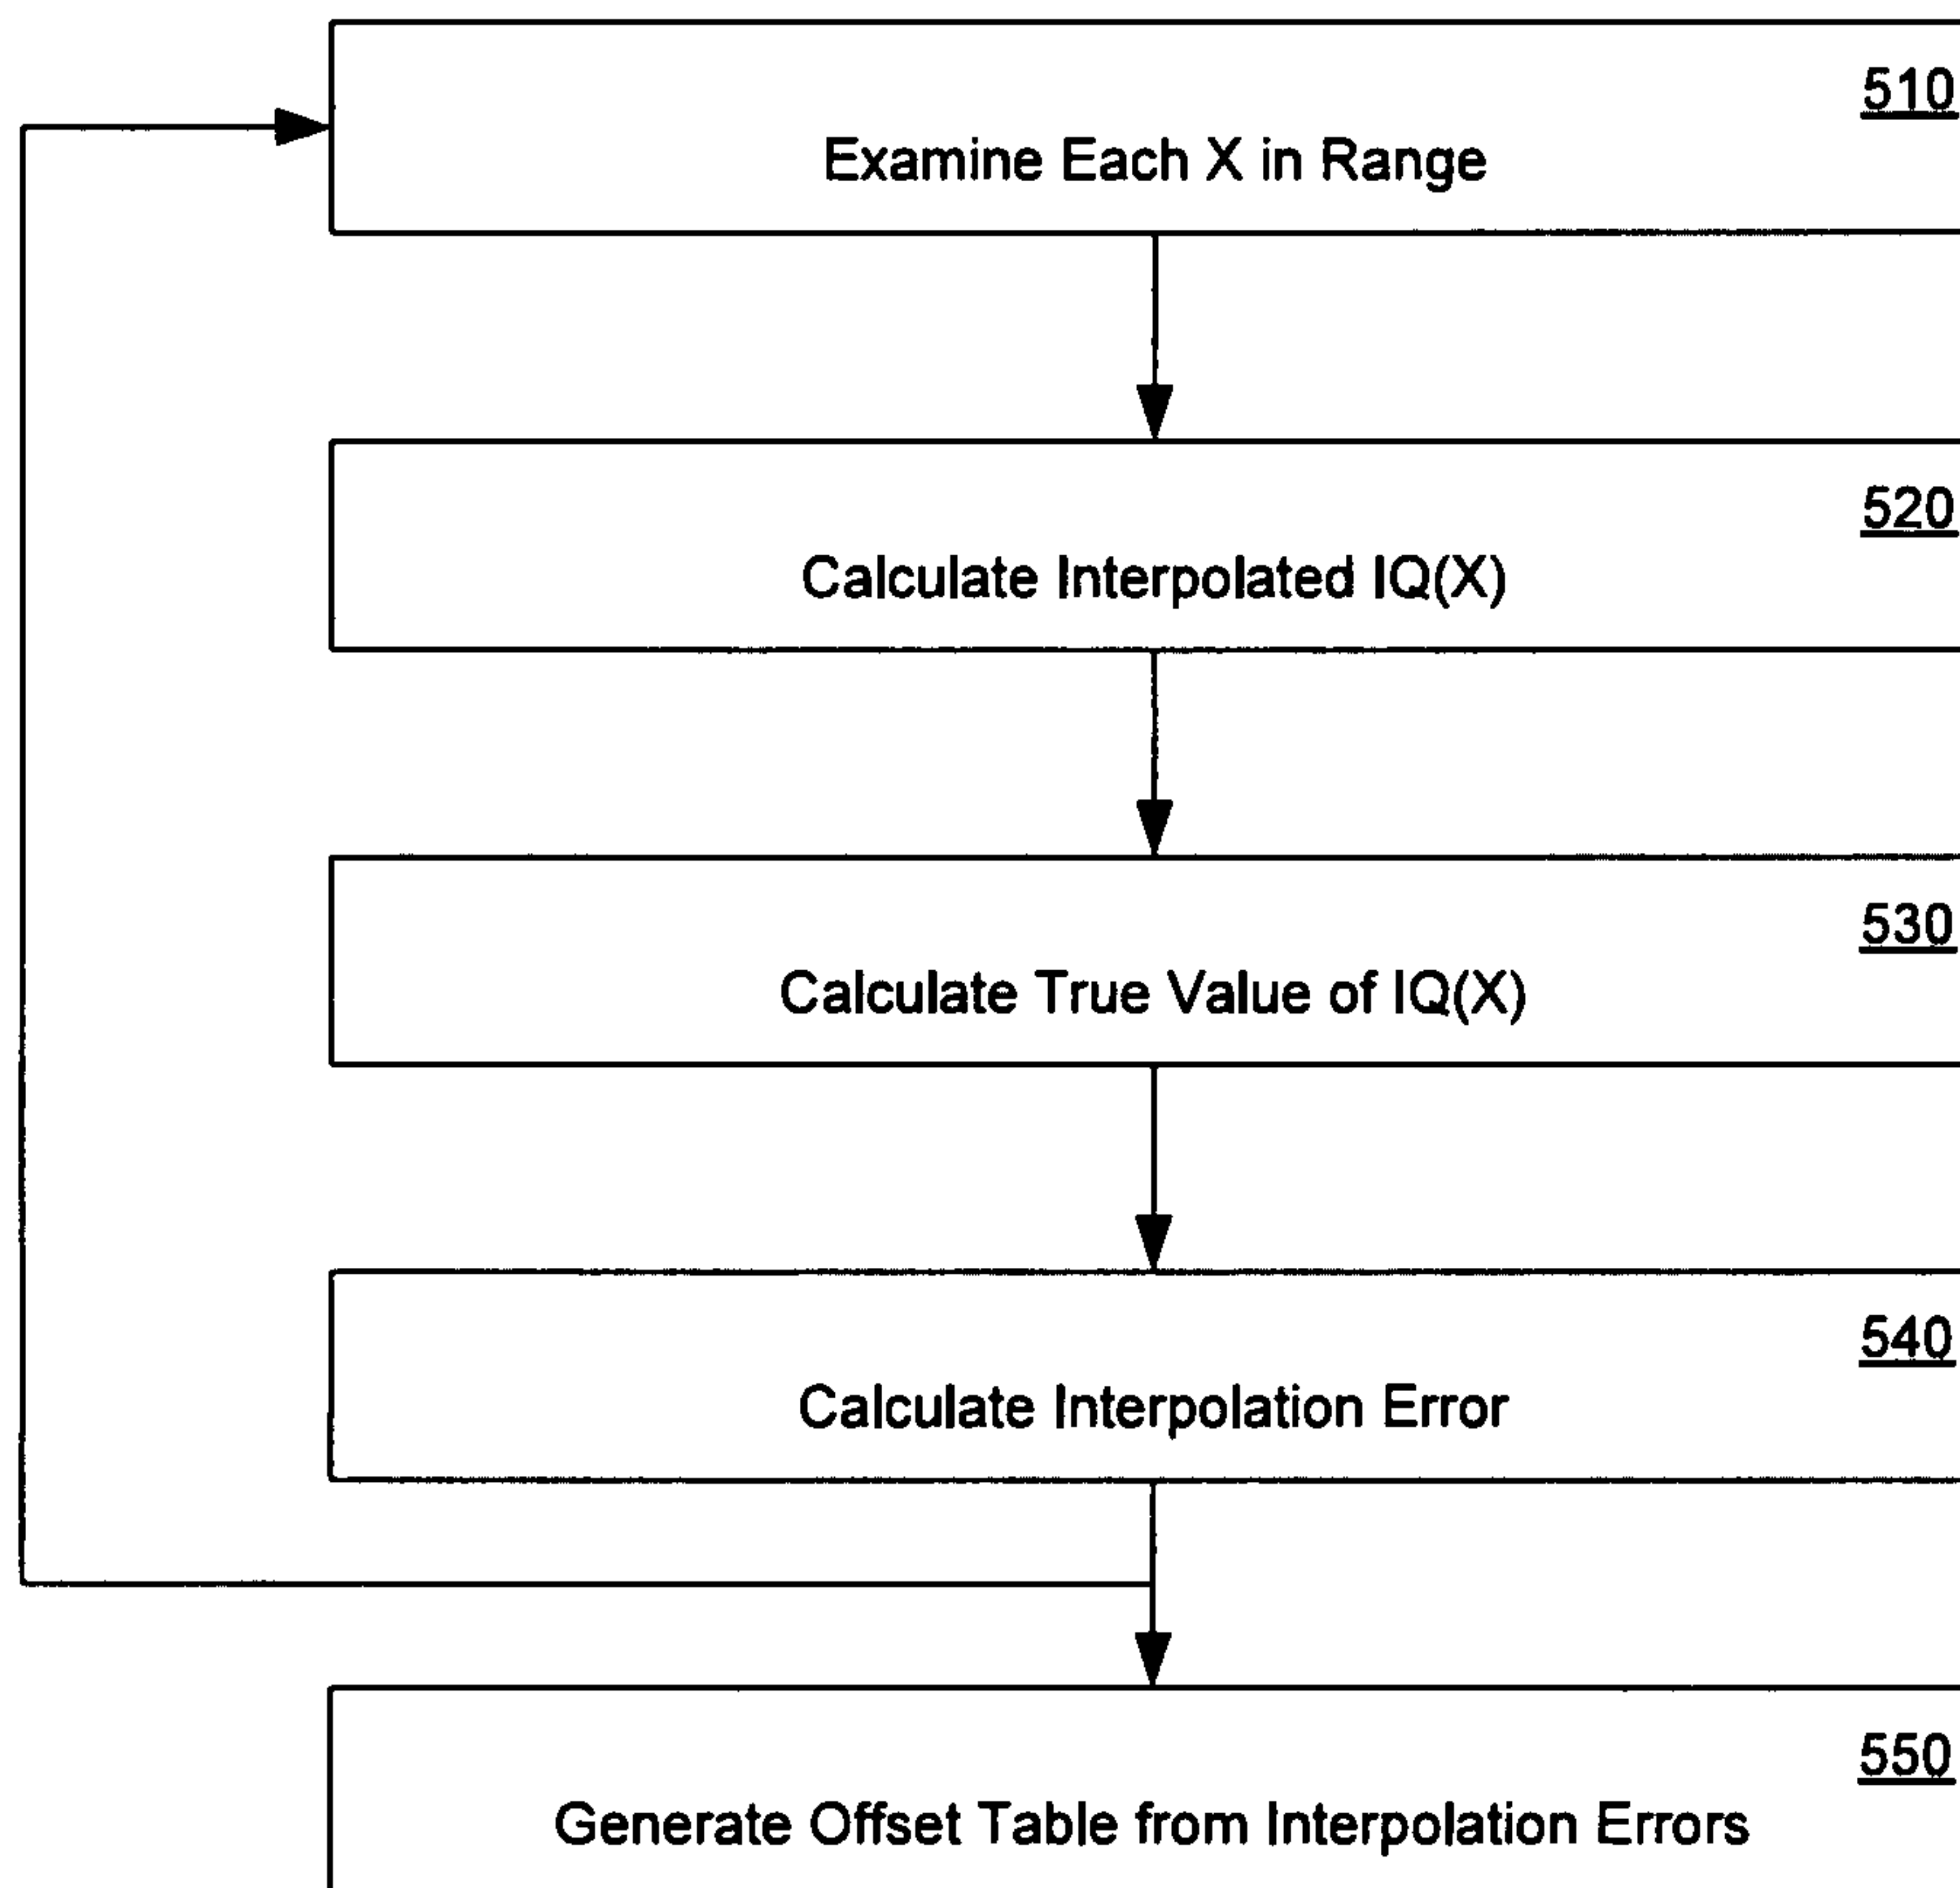 510
Examine Each X in Range
520
Calculate Interpolated IQ(X)
530
Calculate True Value of IQ(X)
540
Calculate Interpolation Error
550
Generate Offset Table from Interpolation Errors